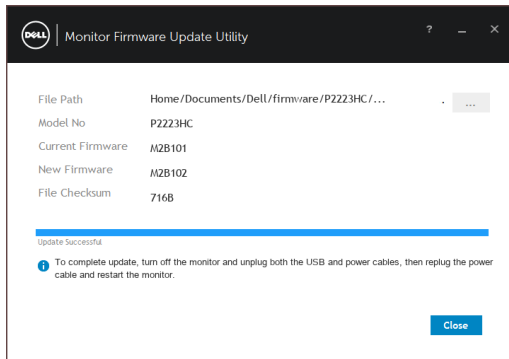 DELL Monitor Firmware Update Utility ? _ ×
File Path Home/Documents/Dell/firmware/P2223HC/... . ...
Model No P2223HC
Current Firmware M2B101
New Firmware M2B102
File Checksum 716B
Update Successful
To complete update, turn off the monitor and unplug both the USB and power cables, then replug the power
cable and restart the monitor.
Close